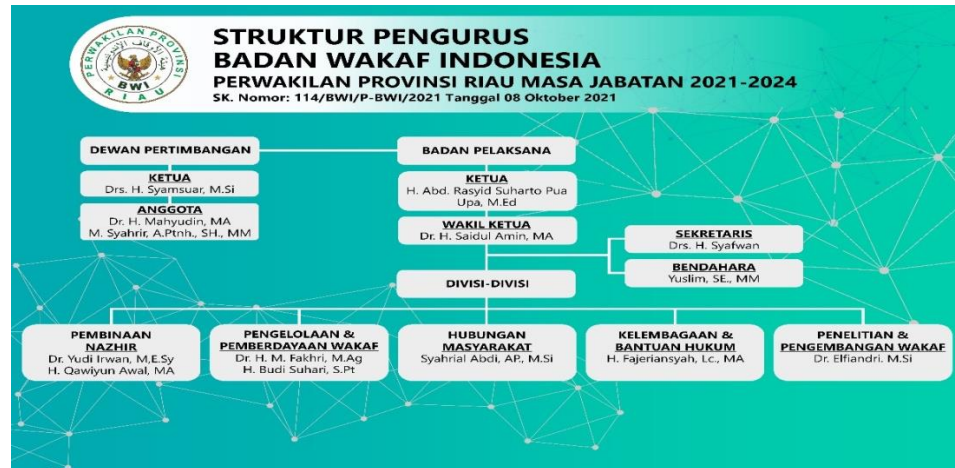 PERWAKILAN PROVINSI
BWI
RIAU
STRUKTUR PENGURUS
BADAN WAKAF INDONESIA
PERWAKILAN PROVINSI RIAU MASA JABATAN 2021-2024
SK. Nomor: 114/BWI/P-BWI/2021 Tanggal 08 Oktober 2021
DEWAN PERTIMBANGAN
KETUA
Drs. H. Syamsuar, M.Si
ANGGOTA
Dr. H. Mahyudin, MA
M. Syahrir, A.Ptnh., SH., MM
BADAN PELAKSANA
KETUA
H. Abd. Rasyid Suharto Pua
Upa, M.Ed
WAKIL KETUA
Dr. H. Saidul Amin, MA
SEKRETARIS
Drs. H. Syafwan
BENDAHARA
Yuslim, SE., MM
DIVISI-DIVISI
PEMBINAAN
NAZHIR
Dr. Yudi Irwan, M,E.Sy
H. Qawiyun Awal, MA
PENGELOLAAN &
PEMBERDAYAAN WAKAF
Dr. H. M. Fakhri, M.Ag
H. Budi Suhari, S.Pt
HUBUNGAN
MASYARAKAT
Syahrial Abdi, AP., M.Si
KELEMBAGAAN &
BANTUAN HUKUM
H. Fajeriansyah, Lc., MA
PENELITIAN &
PENGEMBANGAN WAKAF
Dr. Elfiandri. M.Si